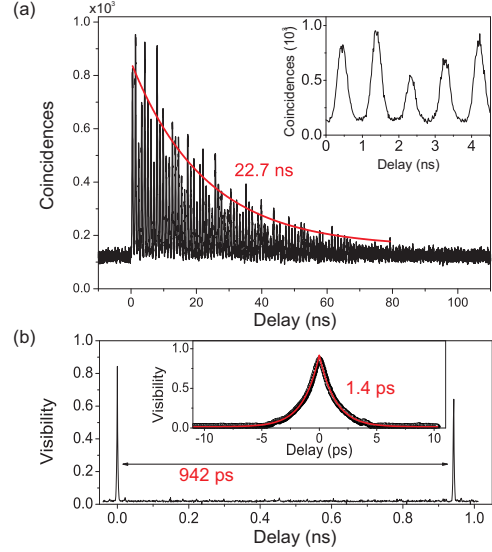 (a)
1.0×10³
0.8
0.6
0.4
0.2
0.0
Coincidences
0 20 40 60 80 100
Delay (ns)
22.7 ns
1.0
0.5
0.1
Coincidences (10³)
0 1 2 3 4
Delay (ns)
(b)
1.0
0.8
0.6
0.4
0.2
0.0
Visibility
0.0 0.2 0.4 0.6 0.8 1.0
Delay (ns)
942 ps
1.0
0.5
0.0
Visibility
-10 -5 0 5 10
Delay (ps)
1.4 ps